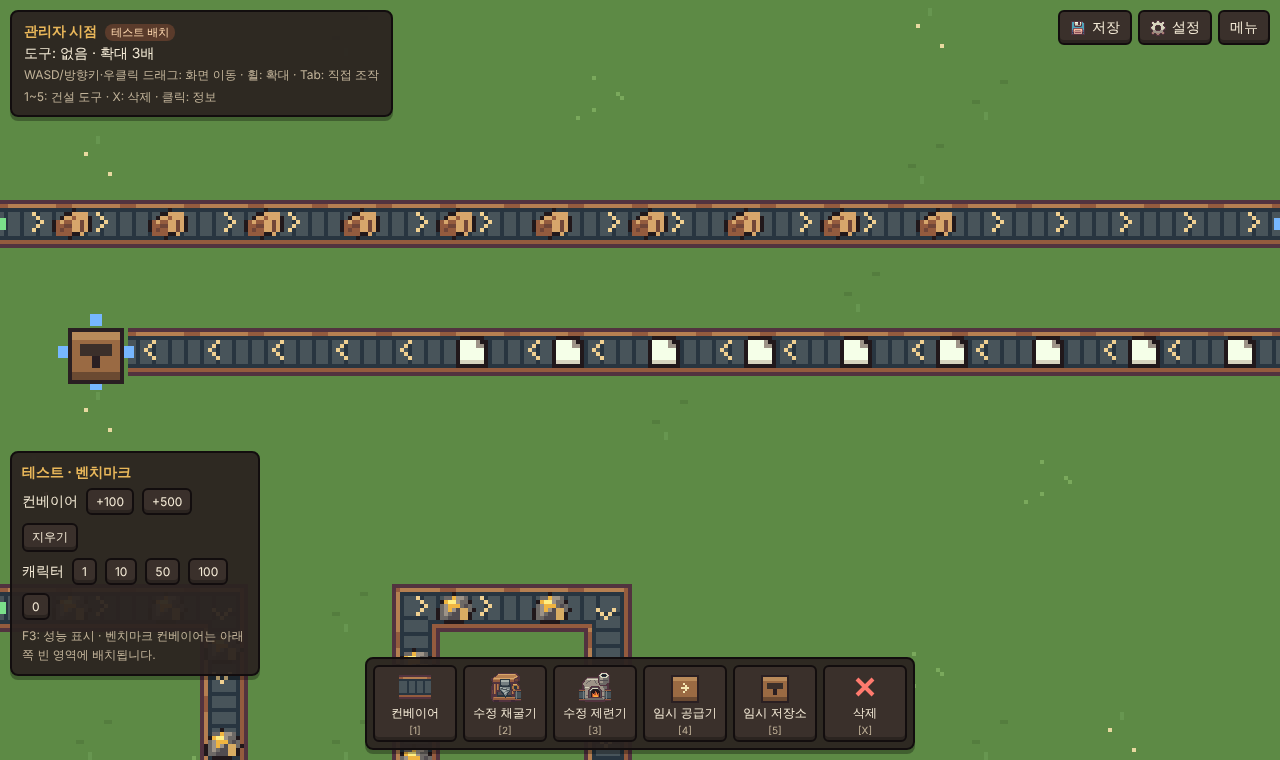 관리자 시점 테스트 배치
도구: 없음 · 확대 3배
WASD/방향키·우클릭 드래그: 화면 이동 · 휠: 확대 · Tab: 직접 조작
1~5: 건설 도구 · X: 삭제 · 클릭: 정보
저장 설정 메뉴
테스트 · 벤치마크
컨베이어 +100 +500
지우기
캐릭터 1 10 50 100
0
F3: 성능 표시 · 벤치마크 컨베이어는 아래
쪽 빈 영역에 배치됩니다.
컨베이어 수정 채굴기 수정 제련기 임시 공급기 임시 저장소 삭제
[1] [2] [3] [4] [5] [X]